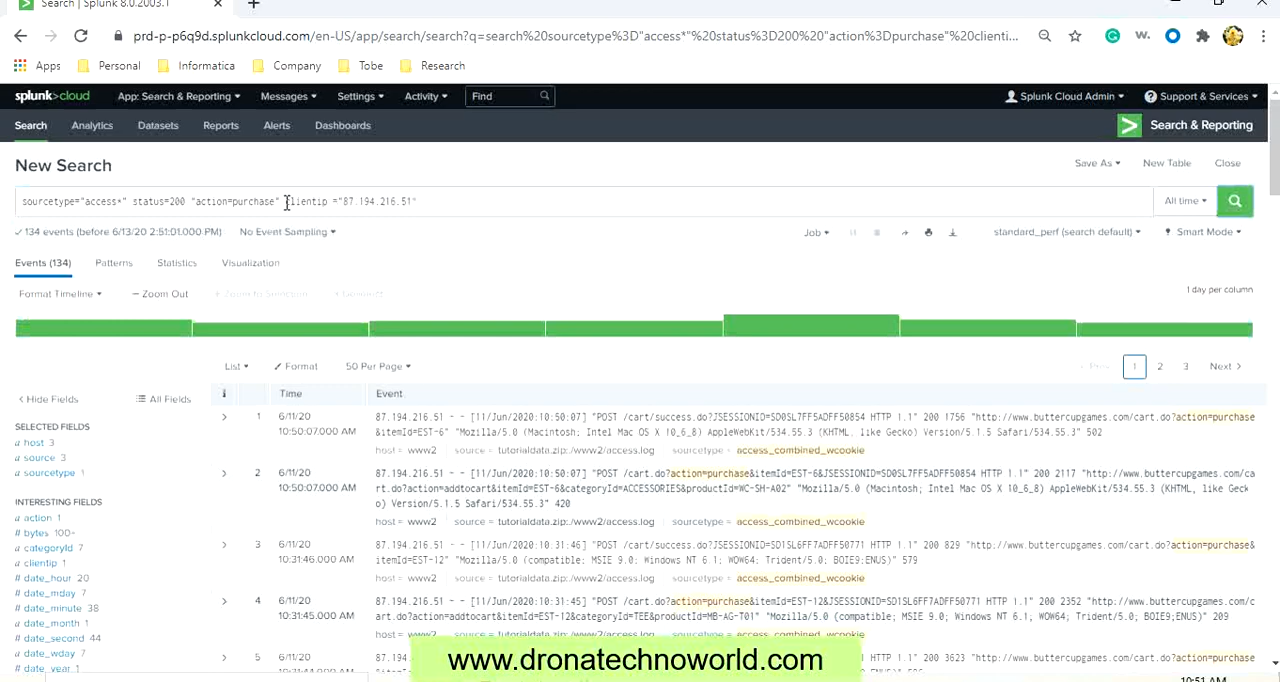 Search | Splunk 8.0.2003.1
prd-p-p6q9d.splunkcloud.com/en-US/app/search/search?q=search%20sourcetype%3D"access*"%20status%3D200%20"action%3Dpurchase"%20clienti...
Apps Personal Informatica Company Tobe Research
splunk>cloud App: Search & Reporting Messages Settings Activity Find Splunk Cloud Admin Support & Services
Search Analytics Datasets Reports Alerts Dashboards Search & Reporting
New Search Save As New Table Close
sourcetype="access*" status=200 "action=purchase" clientip ="87.194.216.51" All time
134 events (before 6/13/20 2:51:01.000 PM) No Event Sampling Job standard_perf (search default) Smart Mode
Events (134) Patterns Statistics Visualization
Format Timeline — Zoom Out + Zoom to Selection × Deselect 1 day per column
List Format 50 Per Page < Prev 1 2 3 Next >
< Hide Fields All Fields i Time Event
SELECTED FIELDS
a host 3
a source 3
a sourcetype 1
INTERESTING FIELDS
a action 1
# bytes 100+
a categoryId 7
a clientip 1
# date_hour 20
# date_mday 7
# date_minute 38
a date_month 1
# date_second 44
a date_wday 7
# date_year 1
> 1 6/11/20 87.194.216.51 - - [11/Jun/2020:10:50:07] "POST /cart/success.do?JSESSIONID=SD0SL7FF5ADFF50854 HTTP 1.1" 200 1756 "http://www.buttercupgames.com/cart.do?action=purchase
10:50:07.000 AM &itemId=EST-6" "Mozilla/5.0 (Macintosh; Intel Mac OS X 10_6_8) AppleWebKit/534.55.3 (KHTML, like Gecko) Version/5.1.5 Safari/534.55.3" 502
host = www2 source = tutorialdata.zip:/www2/access.log sourcetype = access_combined_wcookie
> 2 6/11/20 87.194.216.51 - - [11/Jun/2020:10:50:07] "POST /cart.do?action=purchase&itemId=EST-6&JSESSIONID=SD0SL7FF5ADFF50854 HTTP 1.1" 200 2117 "http://www.buttercupgames.com/ca
10:50:07.000 AM rt.do?action=addtocart&itemId=EST-6&categoryId=ACCESSORIES&productId=WC-SH-A02" "Mozilla/5.0 (Macintosh; Intel Mac OS X 10_6_8) AppleWebKit/534.55.3 (KHTML, like Geck
o) Version/5.1.5 Safari/534.55.3" 420
host = www2 source = tutorialdata.zip:/www2/access.log sourcetype = access_combined_wcookie
> 3 6/11/20 87.194.216.51 - - [11/Jun/2020:10:31:46] "POST /cart/success.do?JSESSIONID=SD1SL6FF7ADFF50771 HTTP 1.1" 200 829 "http://www.buttercupgames.com/cart.do?action=purchase&
10:31:46.000 AM itemId=EST-12" "Mozilla/5.0 (compatible; MSIE 9.0; Windows NT 6.1; WOW64; Trident/5.0; BOIE9;ENUS)" 579
host = www2 source = tutorialdata.zip:/www2/access.log sourcetype = access_combined_wcookie
> 4 6/11/20 87.194.216.51 - - [11/Jun/2020:10:31:45] "POST /cart.do?action=purchase&itemId=EST-12&JSESSIONID=SD1SL6FF7ADFF50771 HTTP 1.1" 200 2352 "http://www.buttercupgames.com/c
10:31:45.000 AM art.do?action=addtocart&itemId=EST-12&categoryId=TEE&productId=MB-AG-T01" "Mozilla/5.0 (compatible; MSIE 9.0; Windows NT 6.1; WOW64; Trident/5.0; BOIE9;ENUS)" 209
> 5 6/11/20
www.dronatechnoworld.com
10:51 AM